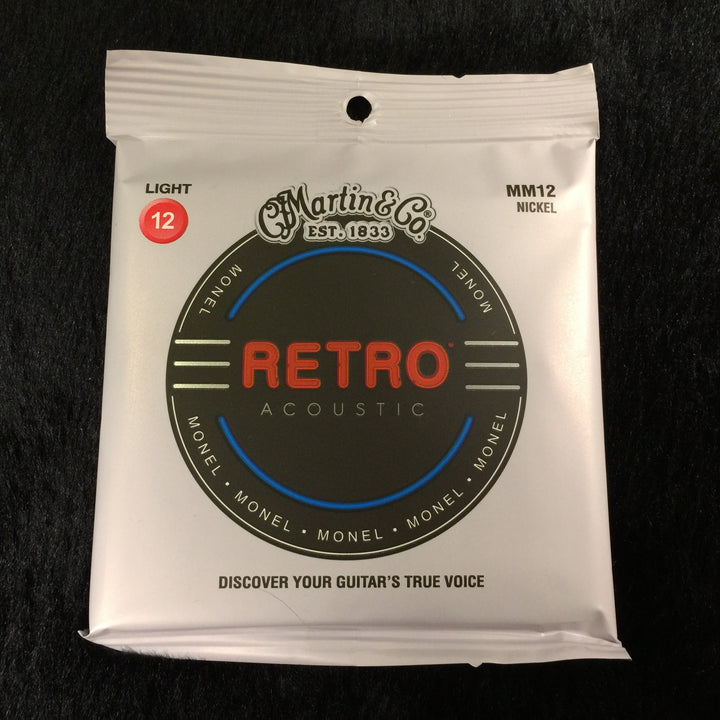 LIGHT
12
MM12
NICKEL
C.F. Martin & Co.®
EST. 1833
MONEL
MONEL
RETRO®
ACOUSTIC
MONEL • MONEL • MONEL • MONEL • MONEL
DISCOVER YOUR GUITAR'S TRUE VOICE